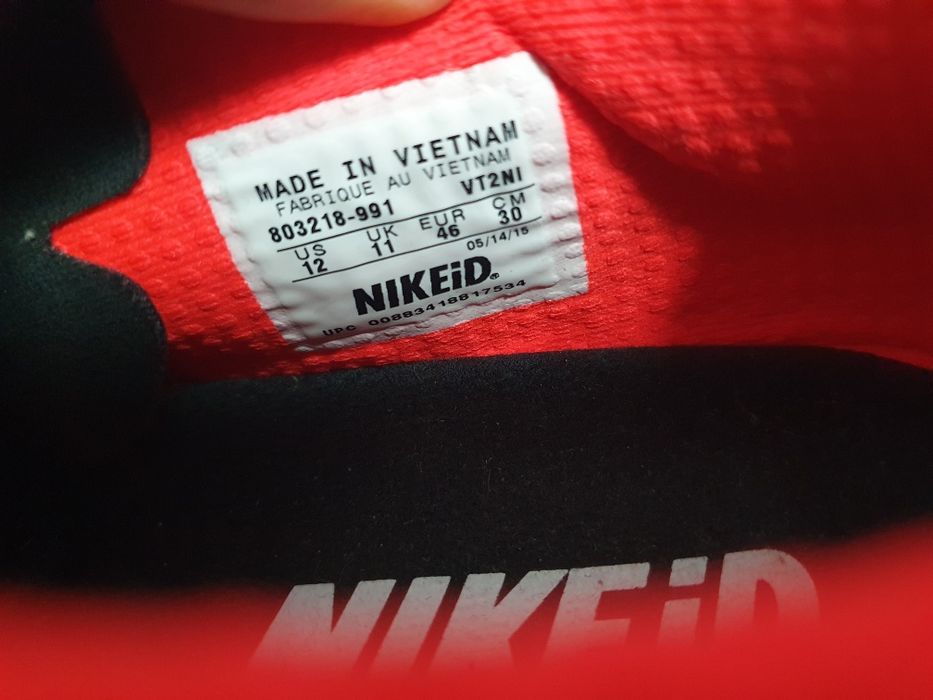 MADE IN VIETNAM
FABRIQUE AU VIETNAM
803218-991 VT2NI
US UK EUR CM
12 11 46 30
05/14/15
NIKEiD.
UPC 00883418817534
NIKEiD